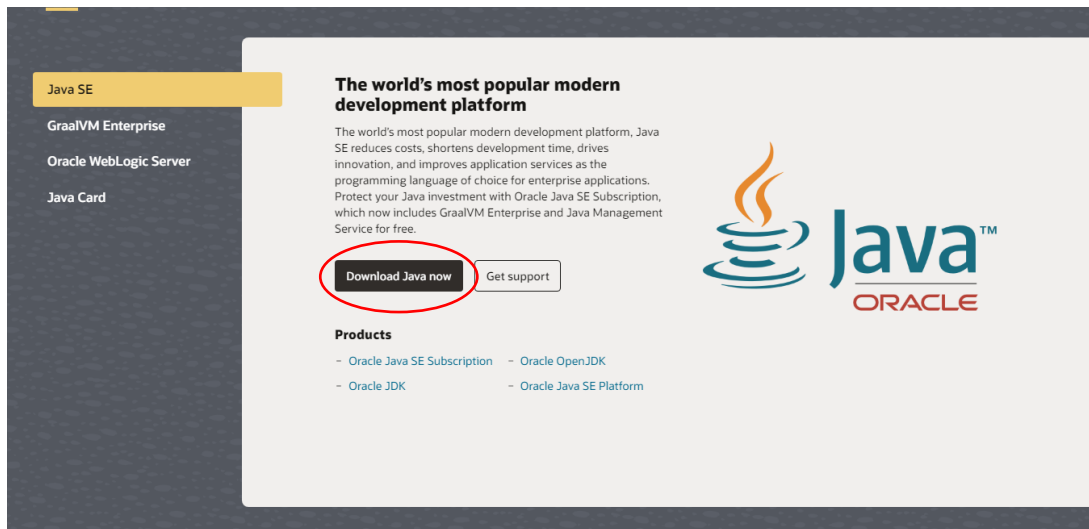 Java SE
GraalVM Enterprise
Oracle WebLogic Server
Java Card
The world's most popular modern
development platform
The world's most popular modern development platform, Java
SE reduces costs, shortens development time, drives
innovation, and improves application services as the
programming language of choice for enterprise applications.
Protect your Java investment with Oracle Java SE Subscription,
which now includes GraalVM Enterprise and Java Management
Service for free.
Download Java now
Get support
Products
- Oracle Java SE Subscription
- Oracle OpenJDK
- Oracle JDK
- Oracle Java SE Platform
Java™
ORACLE